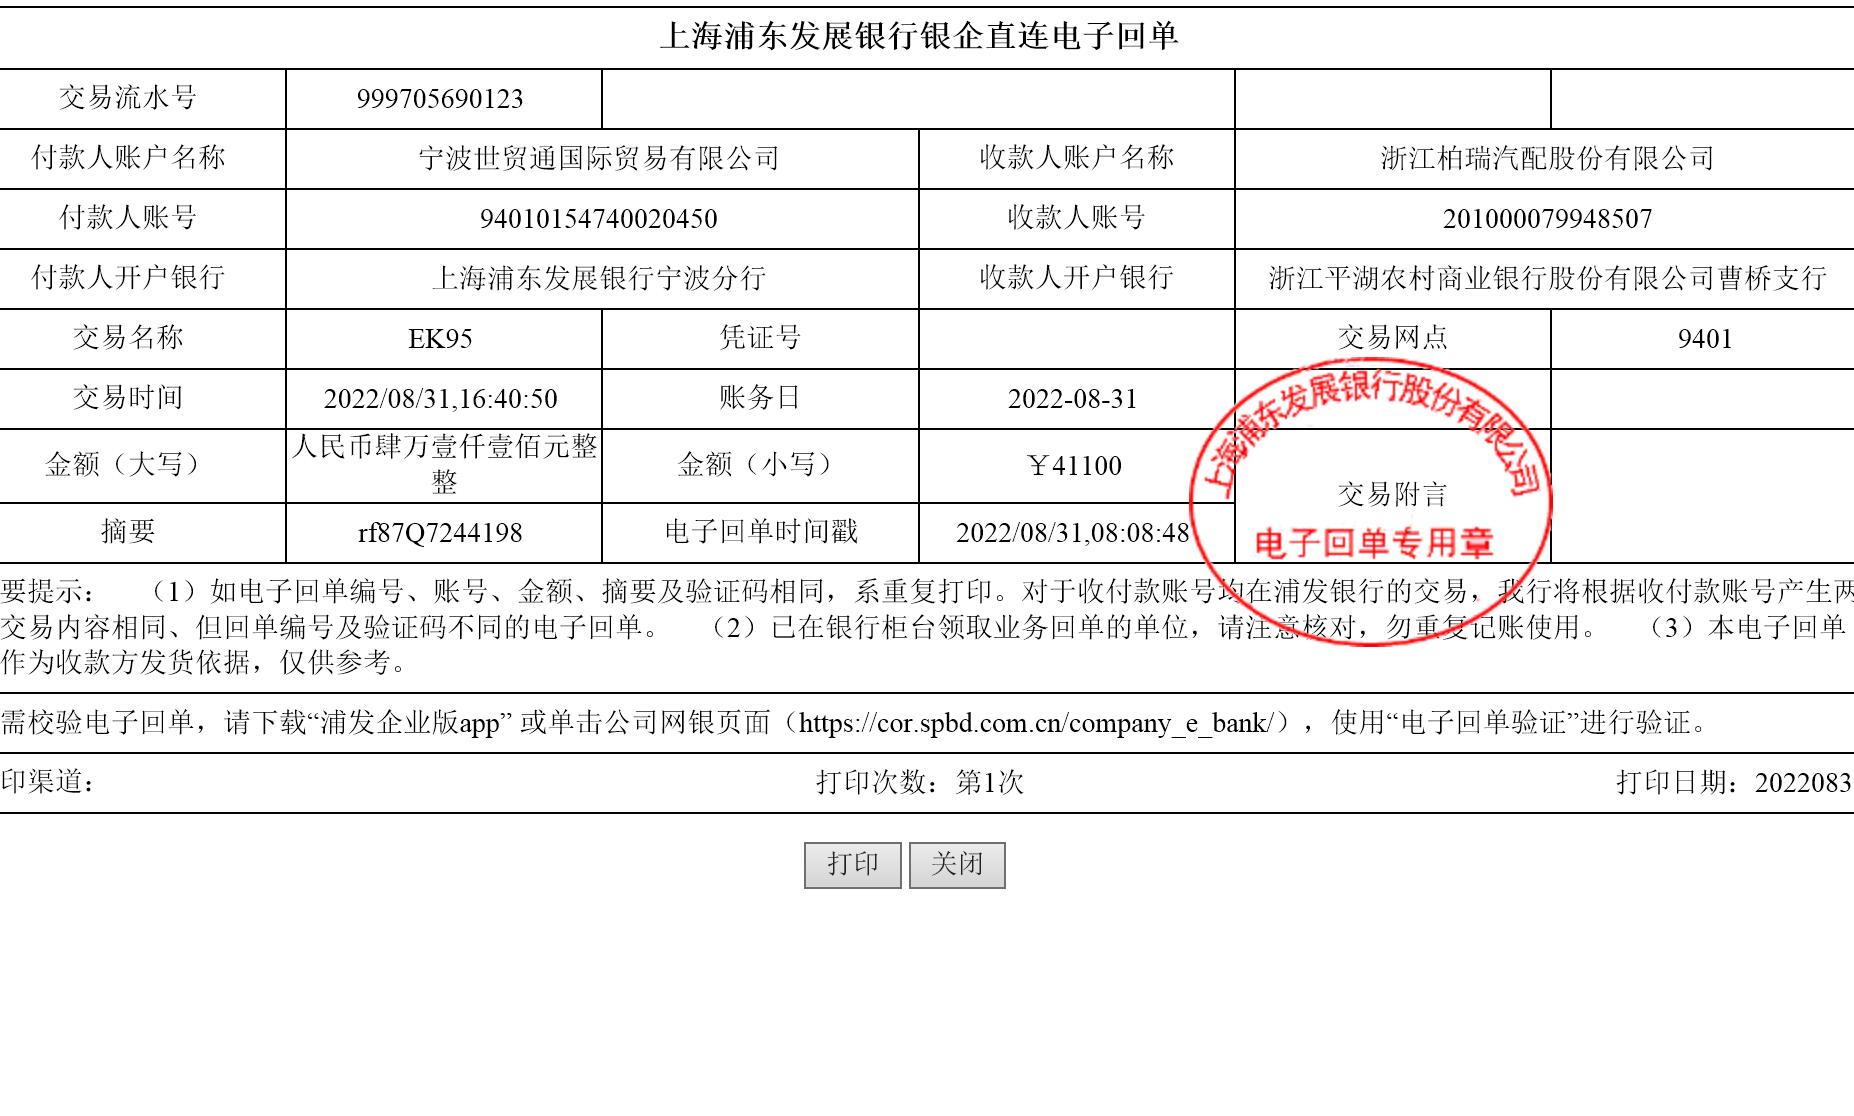 上海浦东发展银行银企直连电子回单
交易流水号 999705690123
付款人账户名称 宁波世贸通国际贸易有限公司 收款人账户名称 浙江柏瑞汽配股份有限公司
付款人账号 94010154740020450 收款人账号 201000079948507
付款人开户银行 上海浦东发展银行宁波分行 收款人开户银行 浙江平湖农村商业银行股份有限公司曹桥支行
交易名称 EK95 凭证号 交易网点 9401
交易时间 2022/08/31,16:40:50 账务日 2022-08-31
金额（大写） 人民币肆万壹仟壹佰元整
整 金额（小写） ￥41100
交易附言
摘要 rf87Q7244198 电子回单时间戳 2022/08/31,08:08:48
上海浦东发展银行股份有限公司
电子回单专用章
要提示： （1）如电子回单编号、账号、金额、摘要及验证码相同，系重复打印。对于收付款账号均在浦发银行的交易，我行将根据收付款账号产生两
交易内容相同、但回单编号及验证码不同的电子回单。 （2）已在银行柜台领取业务回单的单位，请注意核对，勿重复记账使用。 （3）本电子回单
作为收款方发货依据，仅供参考。
需校验电子回单，请下载“浦发企业版app” 或单击公司网银页面（https://cor.spbd.com.cn/company_e_bank/），使用“电子回单验证”进行验证。
印渠道： 打印次数：第1次 打印日期：2022083
打印 关闭